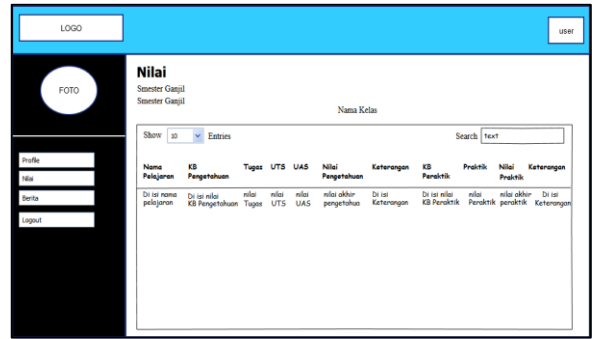 LOGO
user
FOTO
Profile
Nilai
Berita
Logout
Nilai
Smester Ganjil
Smester Ganjil
Nama Kelas
Show 10 Entries
Search text
Nama Pelajaran KB Pengetahuan Tugas UTS UAS Nilai Pengetahuan Keterangan KB Peraktik Praktik Nilai Praktik Keterangan
Di isi nama pelajaran Di isi nilai KB Pengetahuan nilai Tugas nilai UTS nilai UAS nilai akhir pengetahua Di isi Keterangan Di isi nilai KB Peraktik nilai Peraktik nilai akhir peraktik Di isi Keterangan